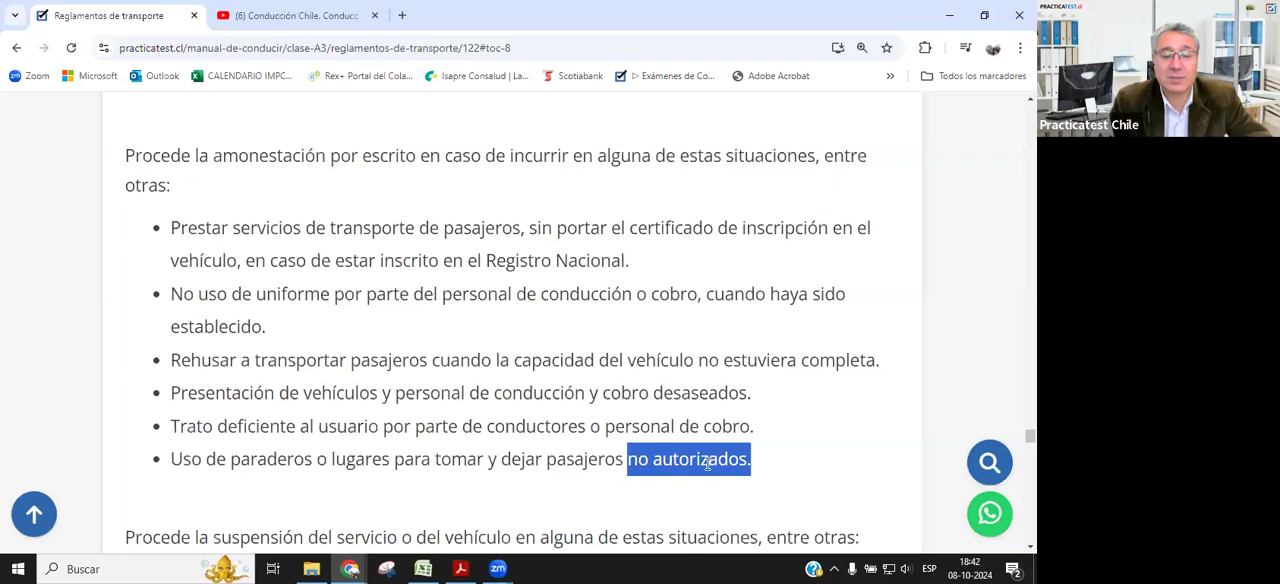 Reglamentos de transporte
(6) Conducción Chile. Con
practicatest.cl/manual-de-conducir/clase-A3/reglamentos-de-transporte/122#tog-8
Zoom
Microsoft
Outlook
CALENDARIO IMPC...
Rex+ Portal del Cola...
Isapre Consalud | La...
Scotiabank
Exámenes de Co...
Adobe Acrobat
Todos los marcadores
PRACTICATEST.cl
Practicatest Chile
Procede la amonestación por escrito en caso de incurrir en alguna de estas situaciones, entre
otras:
• Prestar servicios de transporte de pasajeros, sin portar el certificado de inscripción en el
vehículo, en caso de estar inscrito en el Registro Nacional.
• No uso de uniforme por parte del personal de conducción o cobro, cuando haya sido
establecido.
• Rehusar a transportar pasajeros cuando la capacidad del vehículo no estuviera completa.
• Presentación de vehículos y personal de conducción y cobro desaseados.
• Trato deficiente al usuario por parte de conductores o personal de cobro.
• Uso de paraderos o lugares para tomar y dejar pasajeros no autorizados.
Procede la suspensión del servicio o del vehículo en alguna de estas situaciones, entre otras:
Buscar
ESP
18:42
08-10-2024
2